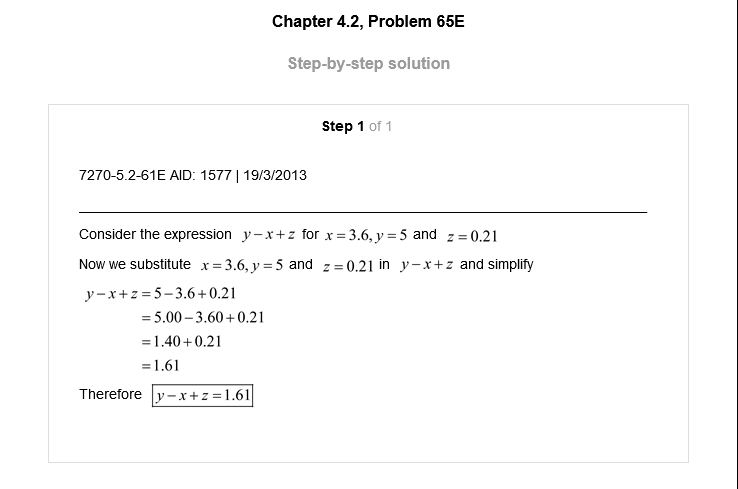 Chapter 4.2, Problem 65E
Step-by-step solution
Step 1 of 1
7270-5.2-61E AID: 1577 | 19/3/2013
Consider the expression y−x+z for x=3.6, y=5 and z=0.21
Now we substitute x=3.6, y=5 and z=0.21 in y−x+z and simplify
y−x+z=5−3.6+0.21
=5.00−3.60+0.21
=1.40+0.21
=1.61
Therefore y−x+z=1.61